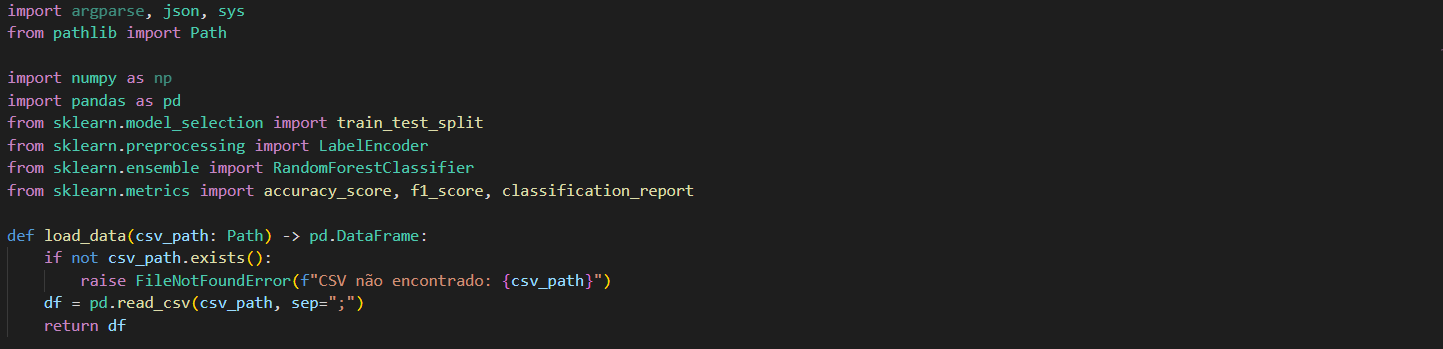 import argparse, json, sys
from pathlib import Path
import numpy as np
import pandas as pd
from sklearn.model_selection import train_test_split
from sklearn.preprocessing import LabelEncoder
from sklearn.ensemble import RandomForestClassifier
from sklearn.metrics import accuracy_score, f1_score, classification_report
def load_data(csv_path: Path) -> pd.DataFrame:
    if not csv_path.exists():
        raise FileNotFoundError(f"CSV não encontrado: {csv_path}")
    df = pd.read_csv(csv_path, sep=";")
    return df